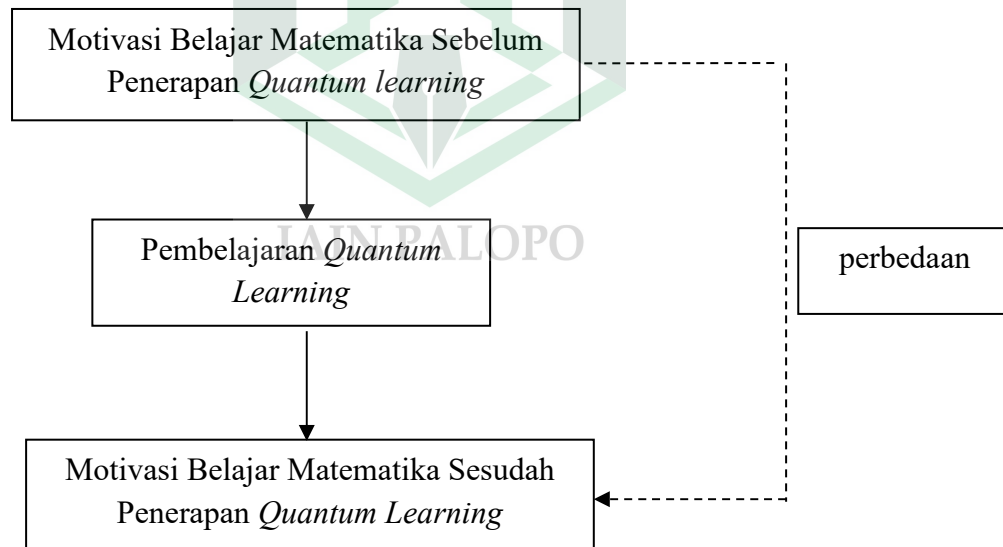 Motivasi Belajar Matematika Sebelum
Penerapan Quantum learning
Pembelajaran Quantum
Learning
IAIN PALOPO
perbedaan
Motivasi Belajar Matematika Sesudah
Penerapan Quantum Learning